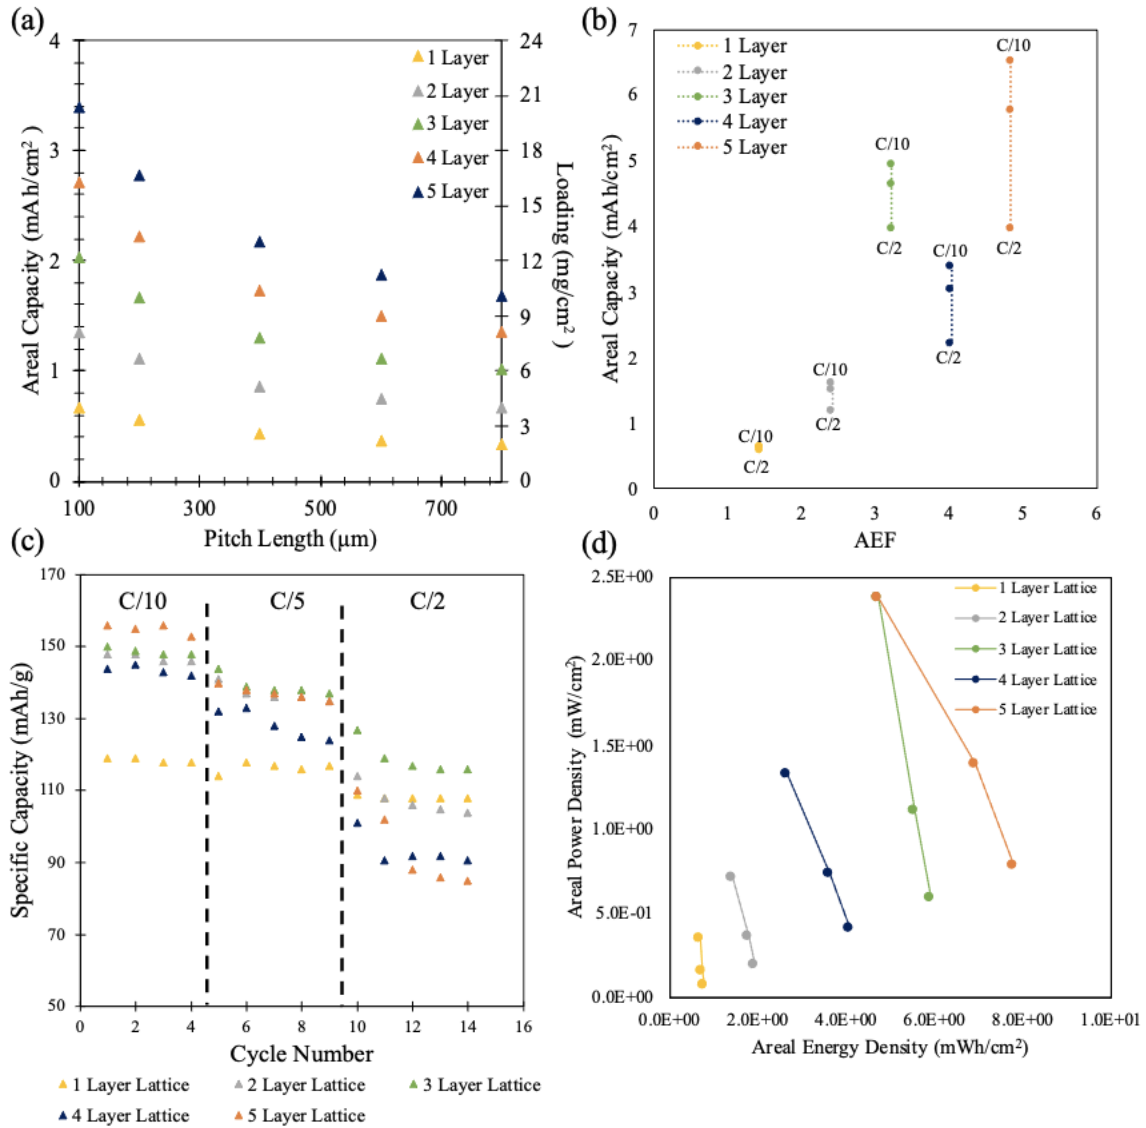 (a)
4
3
2
1
0
Areal Capacity (mAh/cm2 )
24
21
18
15
12
9
6
3
0
Loading (mg/cm2 )
1 Layer
2 Layer
3 Layer
4 Layer
5 Layer
100 300 500 700
Pitch Length (µm)
(b)
7
6
5
4
3
2
1
0
Areal Capacity (mAh/cm2)
1 Layer
2 Layer
3 Layer
4 Layer
5 Layer
C/10
C/2
C/10
C/2
C/10
C/2
C/10
C/2
C/10
C/2
0 1 2 3 4 5 6
AEF
(c)
170
150
130
110
90
70
50
Specific Capacity (mAh/g)
C/10 C/5 C/2
0 2 4 6 8 10 12 14 16
Cycle Number
1 Layer Lattice 2 Layer Lattice 3 Layer Lattice
4 Layer Lattice 5 Layer Lattice
(d)
2.5E+00
2.0E+00
1.5E+00
1.0E+00
5.0E-01
0.0E+00
Areal Power Density (mW/cm2)
1 Layer Lattice
2 Layer Lattice
3 Layer Lattice
4 Layer Lattice
5 Layer Lattice
0.0E+00 2.0E+00 4.0E+00 6.0E+00 8.0E+00 1.0E+01
Areal Energy Density (mWh/cm2)